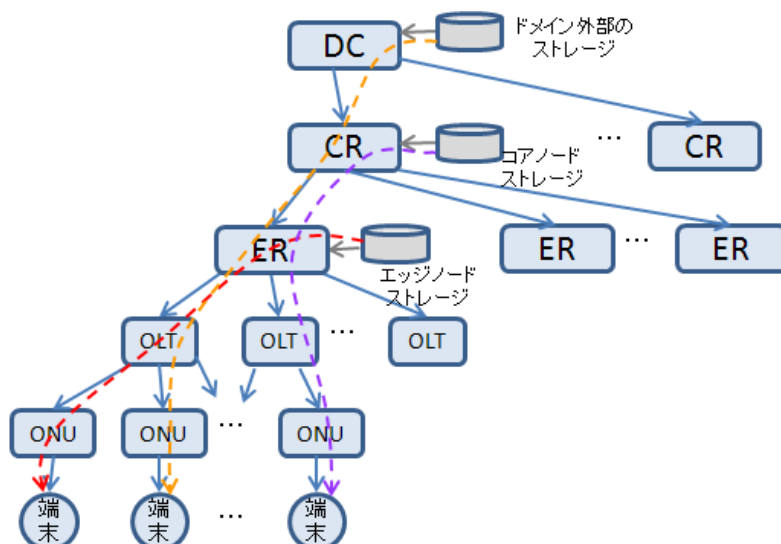 DC
ドメイン外部の
ストレージ
CR
コアノード
ストレージ
…
CR
ER
エッジノード
ストレージ
ER
…
ER
OLT
OLT
…
OLT
ONU
ONU
…
ONU
端
末
端
末
…
端
末